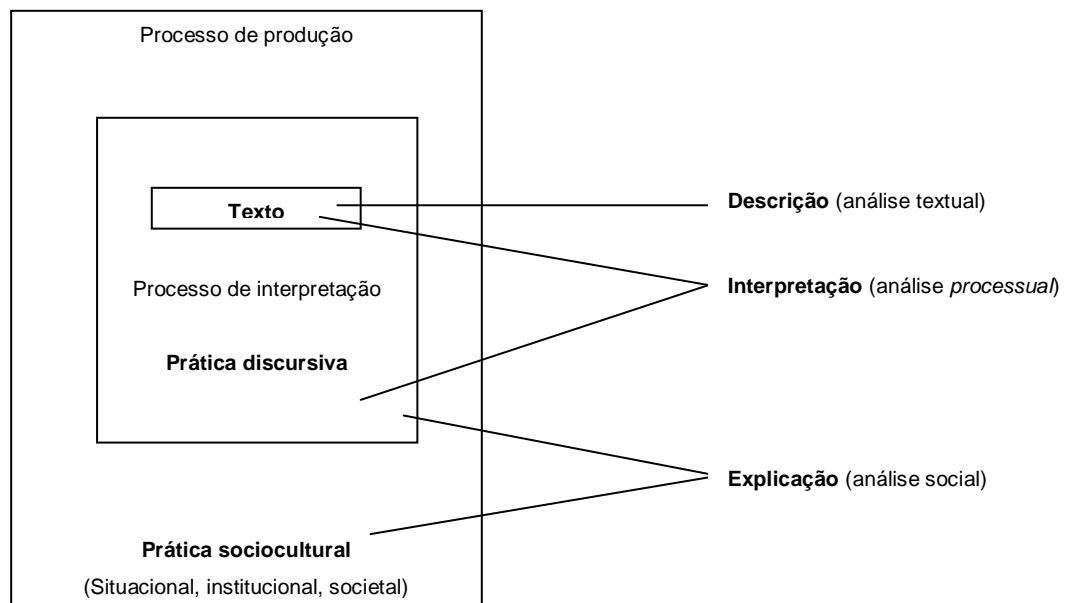 Processo de produção
Texto
Descrição (análise textual)
Processo de interpretação
Interpretação (análise processual)
Prática discursiva
Explicação (análise social)
Prática sociocultural
(Situacional, institucional, societal)